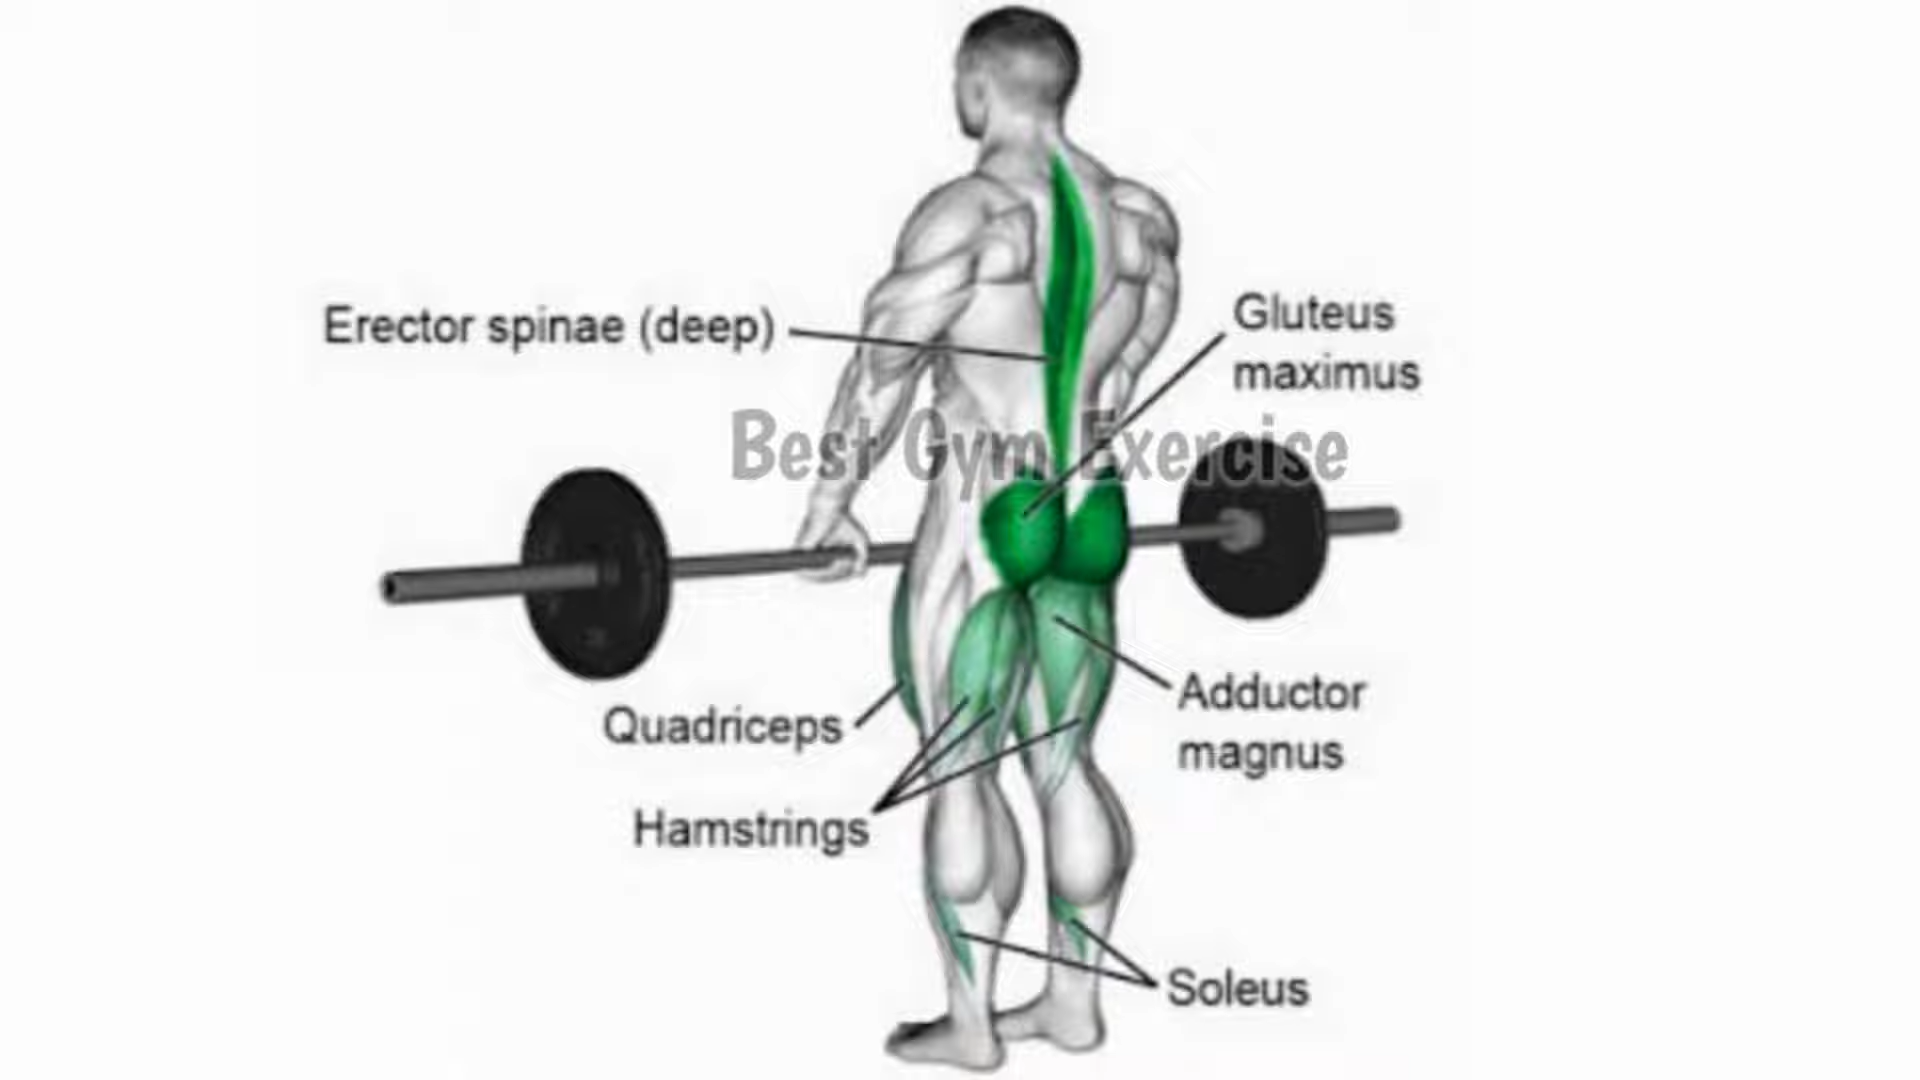 Erector spinae (deep)
Gluteus
maximus
Best Gym Exercise
Quadriceps
Adductor
magnus
Hamstrings
Soleus